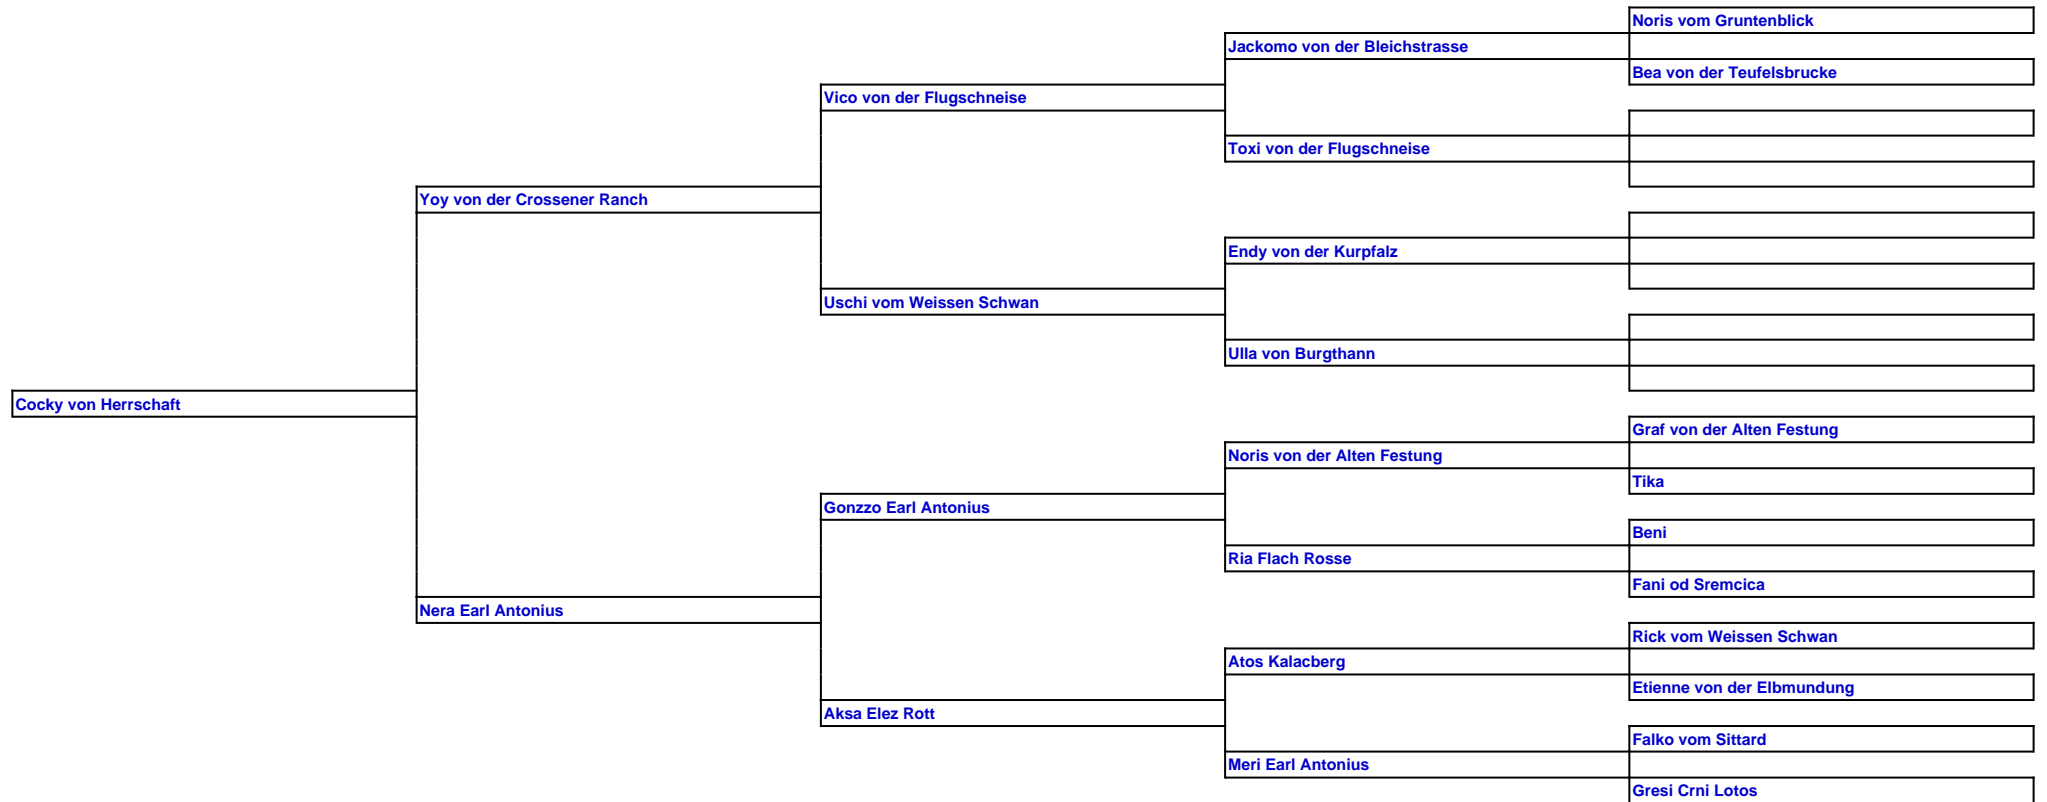 Noris vom Gruntenblick
Jackomo von der Bleichstrasse
Bea von der Teufelsbrucke
Vico von der Flugschneise
Toxi von der Flugschneise
Yoy von der Crossener Ranch
Endy von der Kurpfalz
Uschi vom Weissen Schwan
Ulla von Burgthann
Cocky von Herrschaft
Graf von der Alten Festung
Noris von der Alten Festung
Tika
Gonzzo Earl Antonius
Beni
Ria Flach Rosse
Fani od Sremcica
Nera Earl Antonius
Rick vom Weissen Schwan
Atos Kalacberg
Etienne von der Elbmundung
Aksa Elez Rott
Falko vom Sittard
Meri Earl Antonius
Gresi Crni Lotos